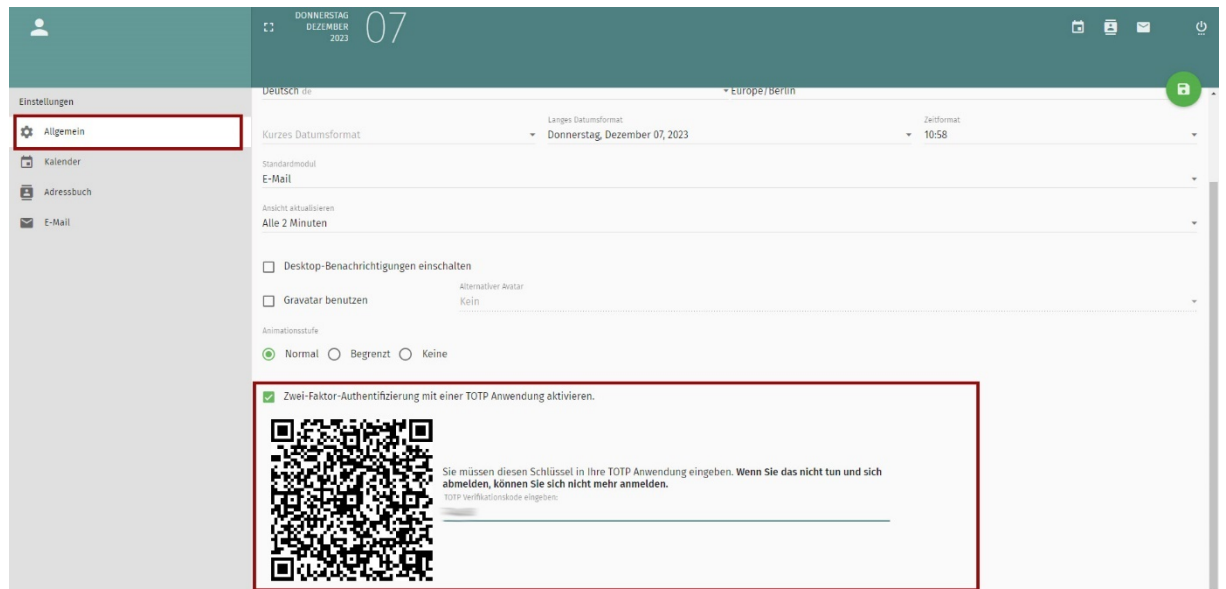 DONNERSTAG
DEZEMBER
2023
07
Einstellungen
Allgemein
Kalender
Adressbuch
E-Mail
Deutsch de
Europe/Berlin
Kurzes Datumsformat
Langes Datumsformat
Donnerstag, Dezember 07, 2023
Zeitformat
10:58
Standardmodul
E-Mail
Ansicht aktualisieren
Alle 2 Minuten
Desktop-Benachrichtigungen einschalten
Gravatar benutzen
Alternativer Avatar
Kein
Animationsstufe
Normal Begrenzt Keine
Zwei-Faktor-Authentifizierung mit einer TOTP Anwendung aktivieren.
Sie müssen diesen Schlüssel in Ihre TOTP Anwendung eingeben. Wenn Sie das nicht tun und sich
abmelden, können Sie sich nicht mehr anmelden.
TOTP Verifikationskode eingeben: